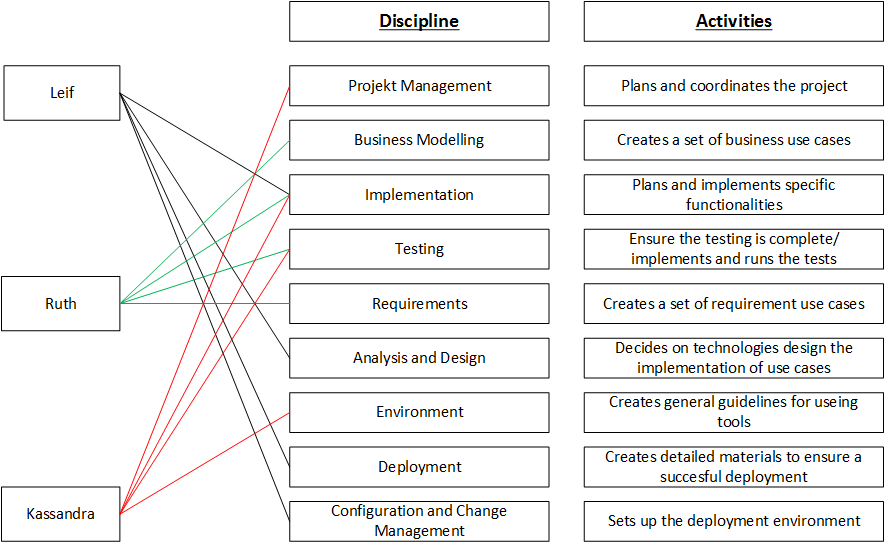 Discipline
Activities
Leif
Projekt Management
Plans and coordinates the project
Business Modelling
Creates a set of business use cases
Implementation
Plans and implements specific
functionalities
Testing
Ensure the testing is complete/
implements and runs the tests
Ruth
Requirements
Creates a set of requirement use cases
Analysis and Design
Decides on technologies design the
implementation of use cases
Environment
Creates general guidelines for useing
tools
Deployment
Creates detailed materials to ensure a
succesful deployment
Kassandra
Configuration and Change
Management
Sets up the deployment environment